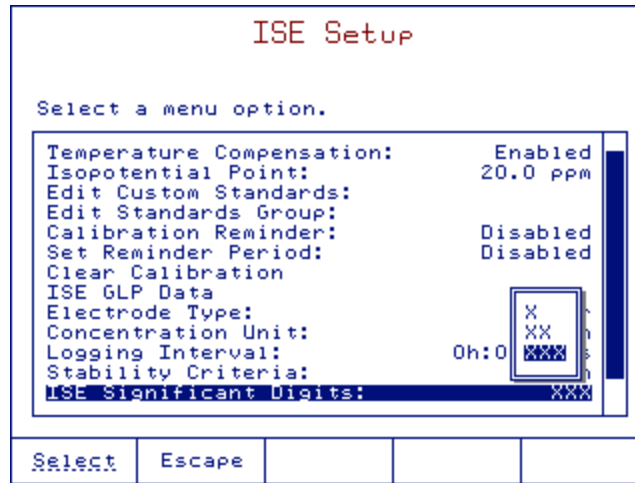 ISE Setup
Select a menu option.
Temperature Compensation: Enabled
Isopotential Point: 20.0 ppm
Edit Custom Standards:
Edit Standards Group:
Calibration Reminder: Disabled
Set Reminder Period: Disabled
Clear Calibration
ISE GLP Data
Electrode Type:
X
Concentration Unit:
XX
Logging Interval: 0h:0
XXX
Stability Criteria:
ISE Significant Digits: XXX
Select Escape